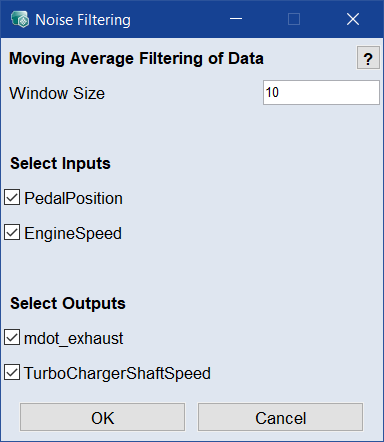 Noise Filtering
Moving Average Filtering of Data ?
Window Size 10
Select Inputs
PedalPosition
EngineSpeed
Select Outputs
mdot_exhaust
TurboChargerShaftSpeed
OK Cancel